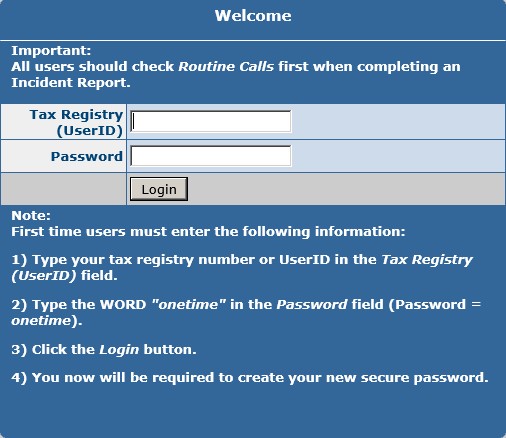 Welcome
Important:
All users should check Routine Calls first when completing an
Incident Report.
Tax Registry
(UserID)
Password
Login
Note:
First time users must enter the following information:
1) Type your tax registry number or UserID in the Tax Registry
(UserID) field.
2) Type the WORD "onetime" in the Password field (Password =
onetime).
3) Click the Login button.
4) You now will be required to create your new secure password.